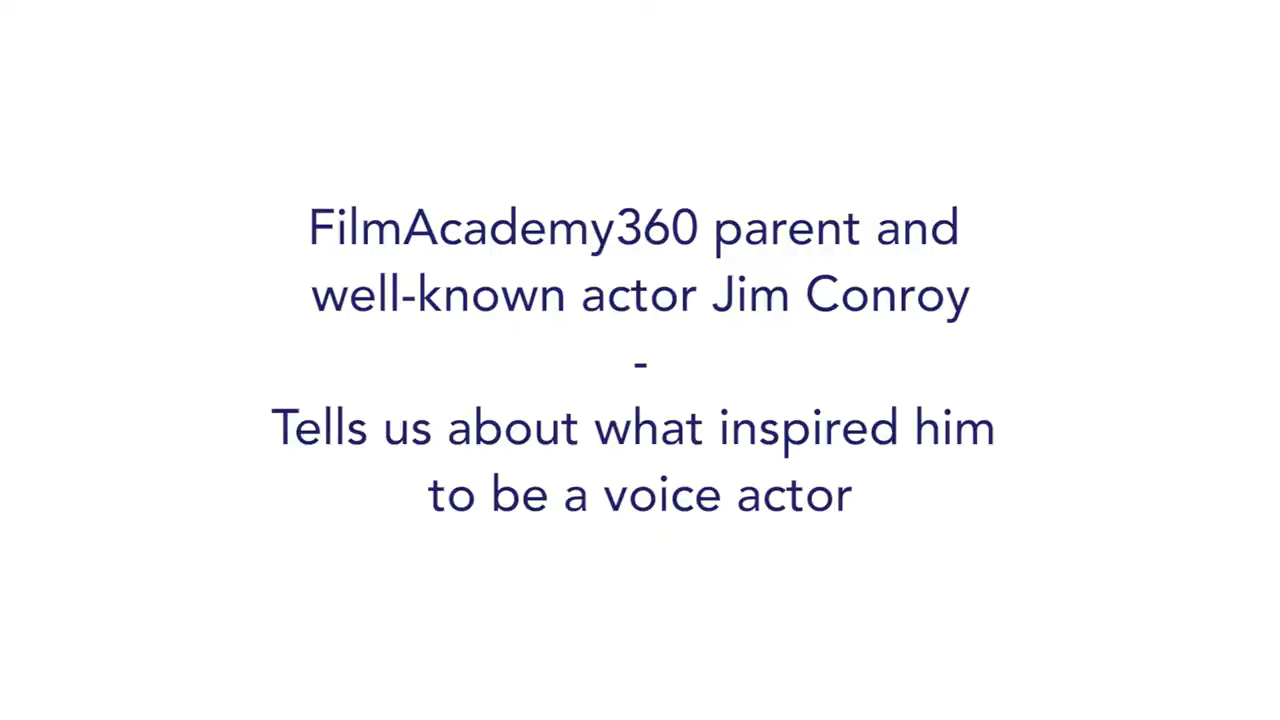 FilmAcademy360 parent and
well-known actor Jim Conroy
-
Tells us about what inspired him
to be a voice actor